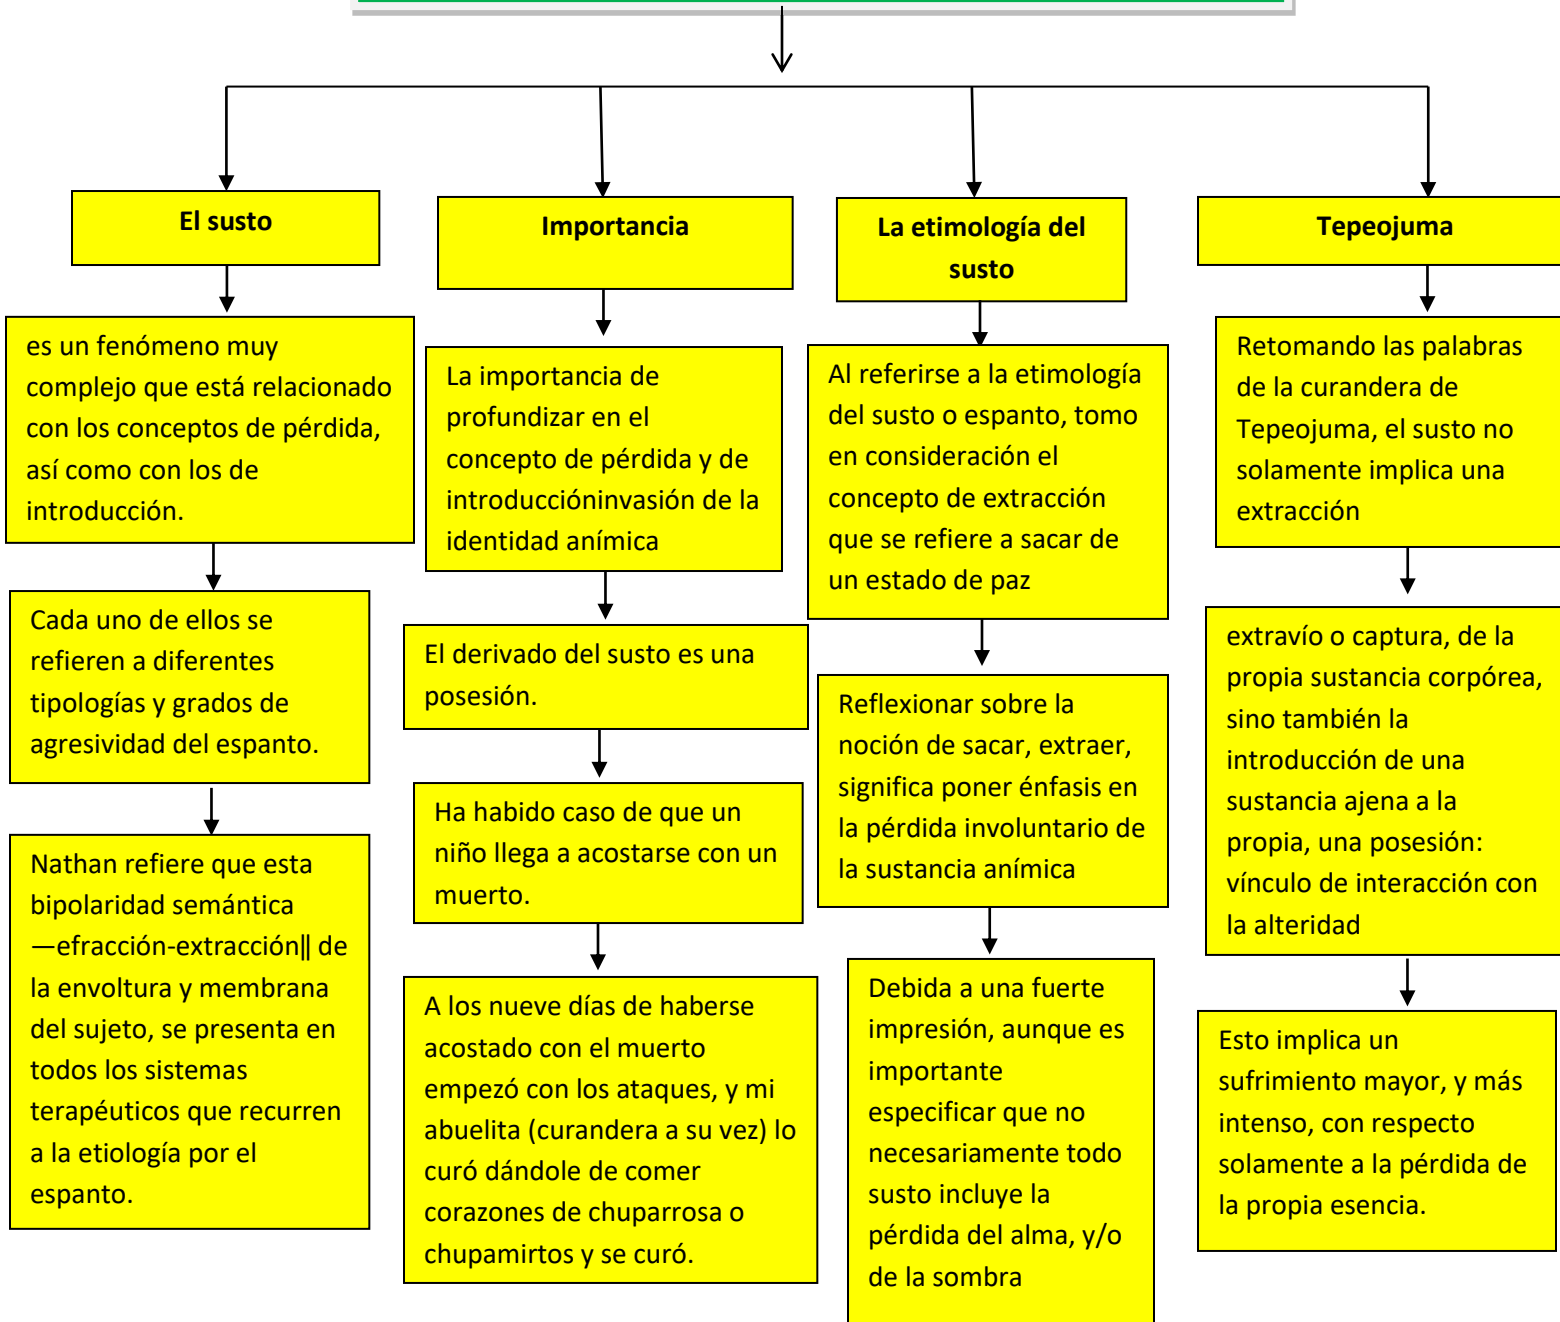 El susto
es un fenómeno muy
complejo que está relacionado
con los conceptos de pérdida,
así como con los de
introducción.
Cada uno de ellos se
refieren a diferentes
tipologías y grados de
agresividad del espanto.
Nathan refiere que esta
bipolaridad semántica
―efracción-extracción‖ de
la envoltura y membrana
del sujeto, se presenta en
todos los sistemas
terapéuticos que recurren
a la etiología por el
espanto.
Importancia
La importancia de
profundizar en el
concepto de pérdida y de
introduccióninvasión de la
identidad anímica
El derivado del susto es una
posesión.
Ha habido caso de que un
niño llega a acostarse con un
muerto.
A los nueve días de haberse
acostado con el muerto
empezó con los ataques, y mi
abuelita (curandera a su vez) lo
curó dándole de comer
corazones de chuparrosa o
chupamirtos y se curó.
La etimología del
susto
Al referirse a la etimología
del susto o espanto, tomo
en consideración el
concepto de extracción
que se refiere a sacar de
un estado de paz
Reflexionar sobre la
noción de sacar, extraer,
significa poner énfasis en
la pérdida involuntario de
la sustancia anímica
Debida a una fuerte
impresión, aunque es
importante
especificar que no
necesariamente todo
susto incluye la
pérdida del alma, y/o
de la sombra
Tepeojuma
Retomando las palabras
de la curandera de
Tepeojuma, el susto no
solamente implica una
extracción
extravío o captura, de la
propia sustancia corpórea,
sino también la
introducción de una
sustancia ajena a la
propia, una posesión:
vínculo de interacción con
la alteridad
Esto implica un
sufrimiento mayor, y más
intenso, con respecto
solamente a la pérdida de
la propia esencia.